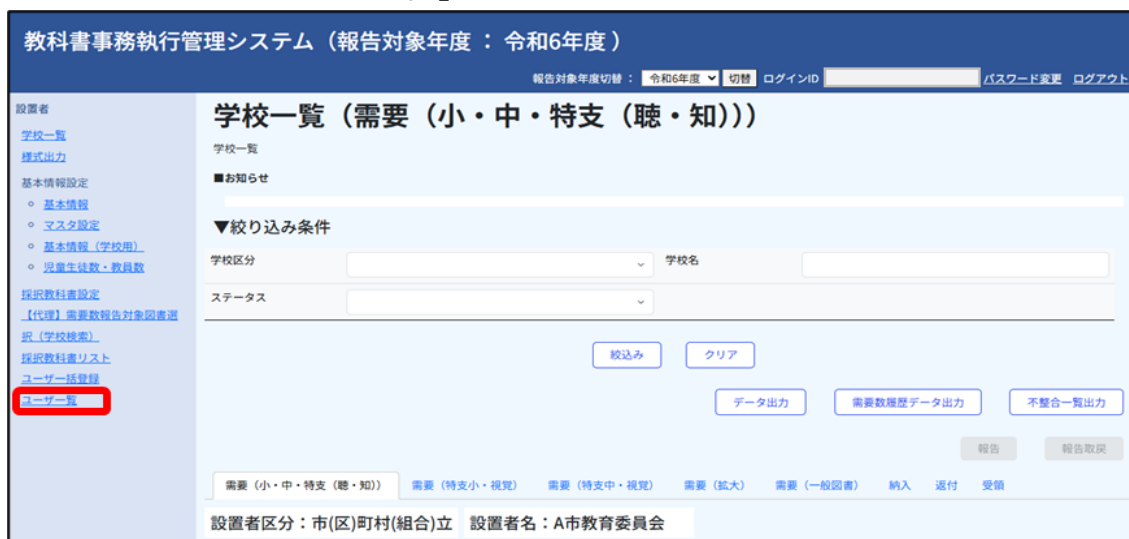 教科書事務執行管理システム（報告対象年度 ： 令和6年度 ）
報告対象年度切替 ： 令和6年度 切替 ログインID パスワード変更 ログアウト
設置者
学校一覧
様式出力
基本情報設定
基本情報
マスタ設定
基本情報（学校用）
児童生徒数・教員数
採択教科書設定
【代理】需要数報告対象図書選
択（学校検索）
採択教科書リスト
ユーザー括登録
ユーザー覧
学校一覧（需要（小・中・特支（聴・知）））
学校一覧
■お知らせ
▼絞り込み条件
学校区分 学校名
ステータス
絞込み クリア
データ出力 需要数履歴データ出力 不整合一覧出力
報告 報告取戻
需要（小・中・特支（聴・知）） 需要（特支小・視覚） 需要（特支中・視覚） 需要（拡大） 需要（一般図書） 納入 返付 受領
設置者区分：市(区)町村(組合)立 設置者名：A市教育委員会